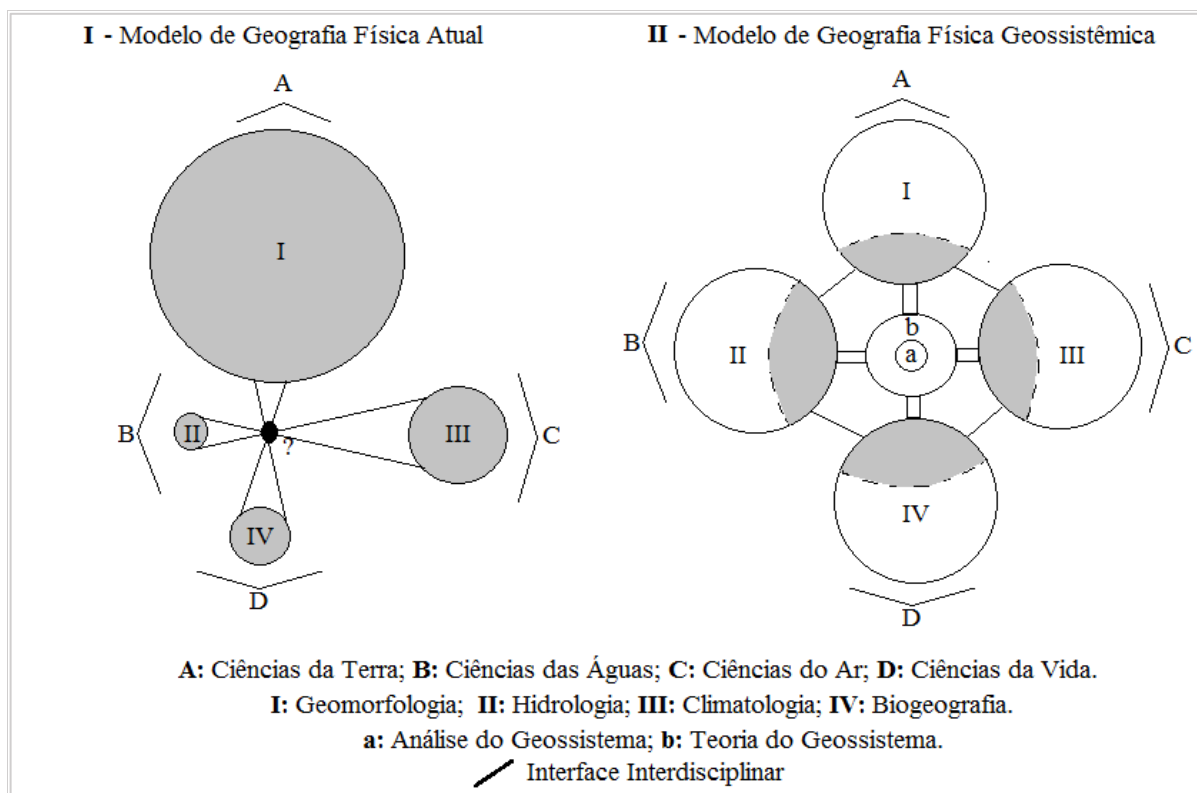 I - Modelo de Geografia Física Atual
II - Modelo de Geografia Física Geossistêmica
A
I
B
II
?
III
C
IV
D
A
I
B
II
b
a
III
C
IV
D
A: Ciências da Terra; B: Ciências das Águas; C: Ciências do Ar; D: Ciências da Vida.
I: Geomorfologia; II: Hidrologia; III: Climatologia; IV: Biogeografia.
a: Análise do Geossistema; b: Teoria do Geossistema.
Interface Interdisciplinar